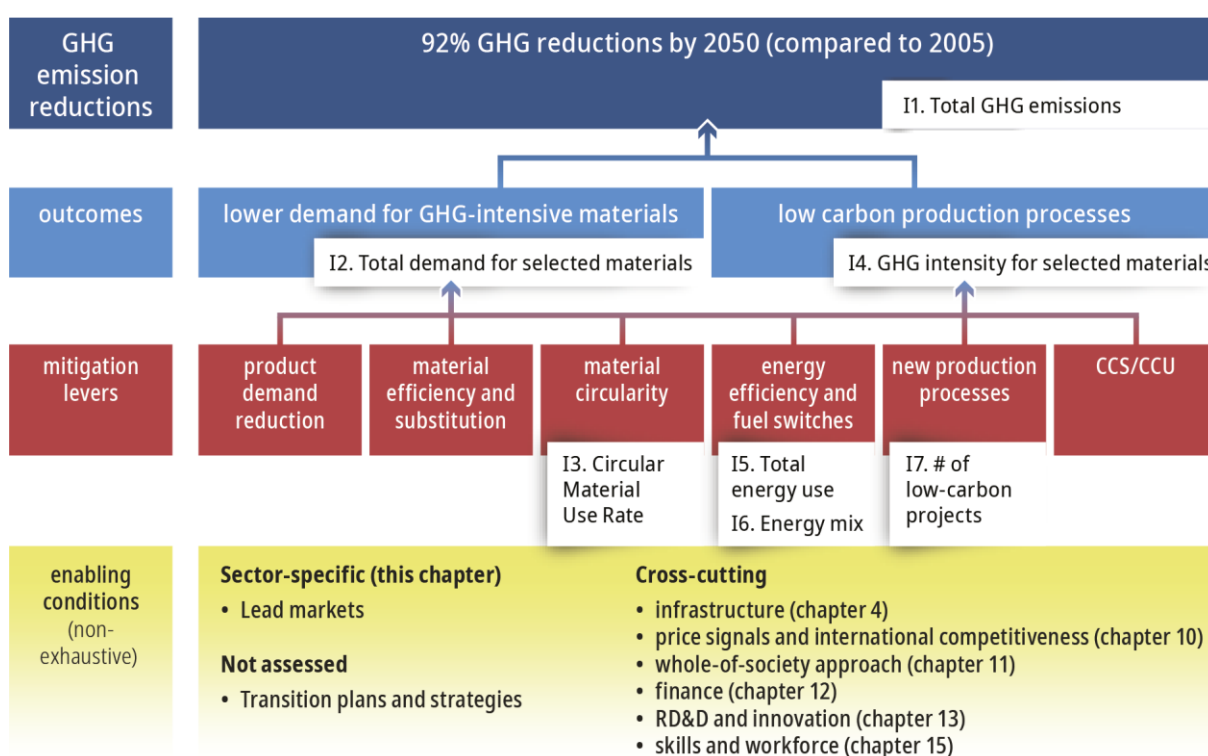 GHG
emission
reductions
92% GHG reductions by 2050 (compared to 2005)
I1. Total GHG emissions
outcomes
lower demand for GHG-intensive materials
low carbon production processes
I2. Total demand for selected materials
I4. GHG intensity for selected materials
mitigation
levers
product
demand
reduction
material
efficiency and
substitution
material
circularity
energy
efficiency and
fuel switches
new production
processes
CCS/CCU
I3. Circular
Material
Use Rate
I5. Total
energy use
I6. Energy mix
I7. # of
low-carbon
projects
enabling
conditions
(non-
exhaustive)
Sector-specific (this chapter)
• Lead markets
Not assessed
• Transition plans and strategies
Cross-cutting
• infrastructure (chapter 4)
• price signals and international competitiveness (chapter 10)
• whole-of-society approach (chapter 11)
• finance (chapter 12)
• RD&D and innovation (chapter 13)
• skills and workforce (chapter 15)